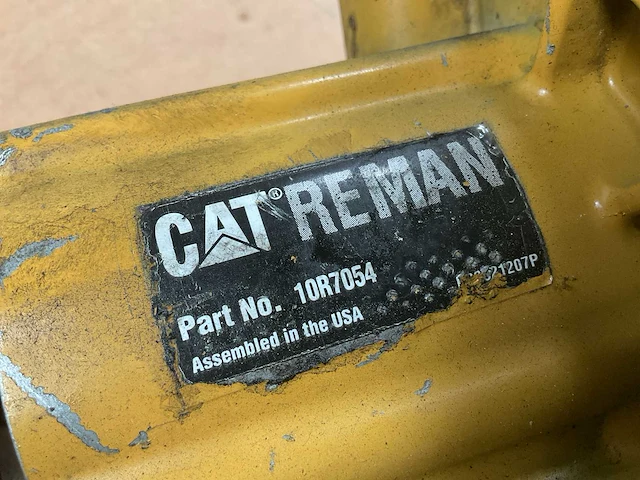 CAT® REMAN
Part No. 10R7054
Assembled in the USA